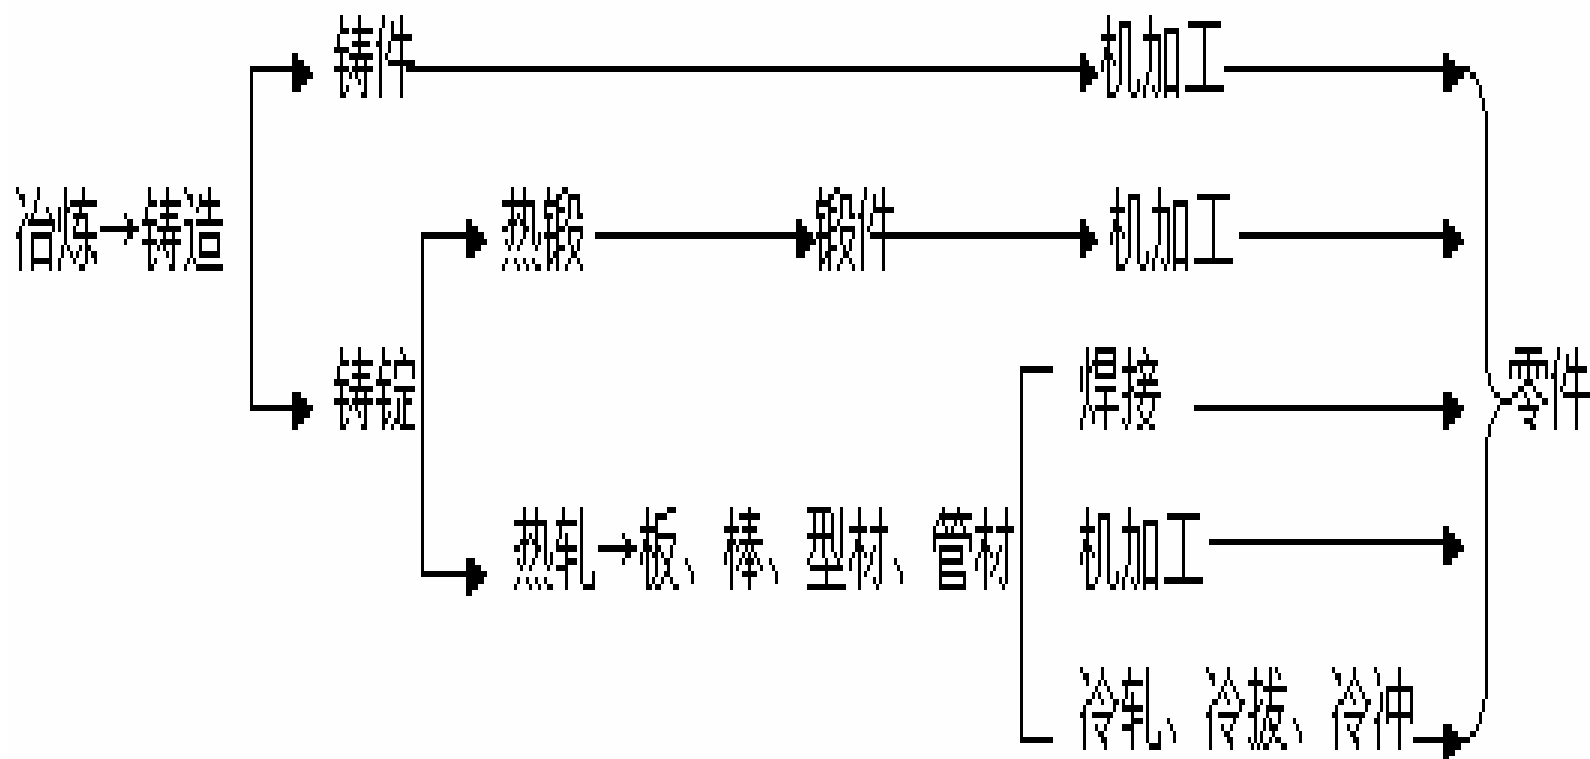 铸件 机加工
冶炼→铸造 热锻 锻件 机加工
铸锭 焊接 零件
热轧→板、棒、型材、管材 机加工
冷轧、冷拔、冷冲